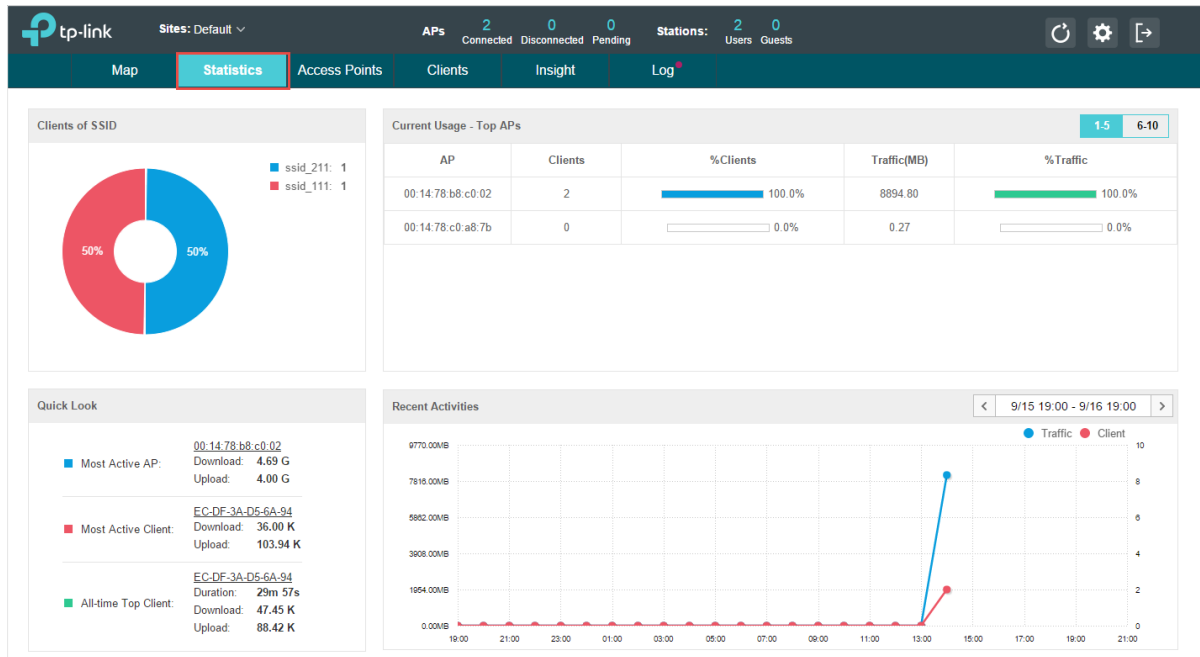 tp-link
Sites: Default
APs 2 Connected 0 Disconnected 0 Pending
Stations: 2 Users 0 Guests
Map Statistics Access Points Clients Insight Log
Clients of SSID
ssid_211: 1
ssid_111: 1
50% 50%
Current Usage - Top APs 1-5 6-10
AP Clients %Clients Traffic(MB) %Traffic
00:14:78:b8:c0:02 2 100.0% 8894.80 100.0%
00:14:78:c0:a8:7b 0 0.0% 0.27 0.0%
Quick Look
Most Active AP:
00:14:78:b8:c0:02
Download: 4.69 G
Upload: 4.00 G
Most Active Client:
EC-DF-3A-D5-6A-94
Download: 36.00 K
Upload: 103.94 K
All-time Top Client:
EC-DF-3A-D5-6A-94
Duration: 29m 57s
Download: 47.45 K
Upload: 88.42 K
Recent Activities < 9/15 19:00 - 9/16 19:00 >
Traffic Client
9770.00MB 10
7816.00MB 8
5862.00MB 6
3908.00MB 4
1954.00MB 2
0.00MB 0
19:00 21:00 23:00 01:00 03:00 05:00 07:00 09:00 11:00 13:00 15:00 17:00 19:00 21:00